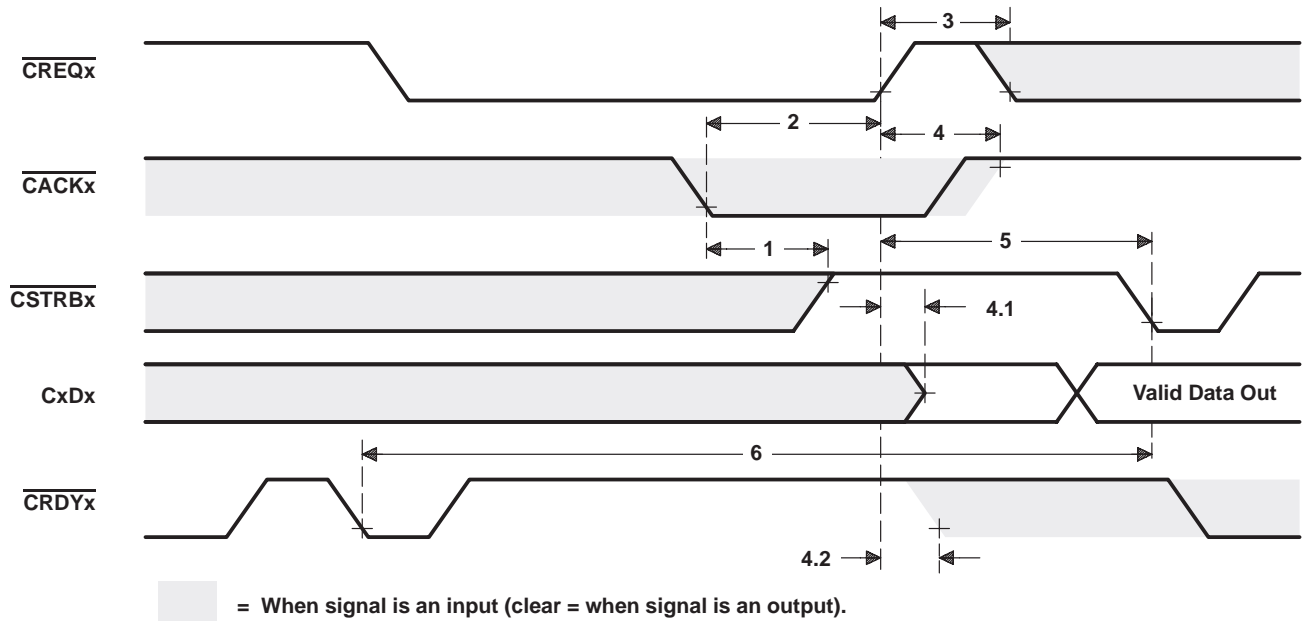 3
CREQx
2
4
CACKx
1
5
CSTRBx
4.1
CxDx
Valid Data Out
6
CRDYx
4.2
= When signal is an input (clear = when signal is an output).